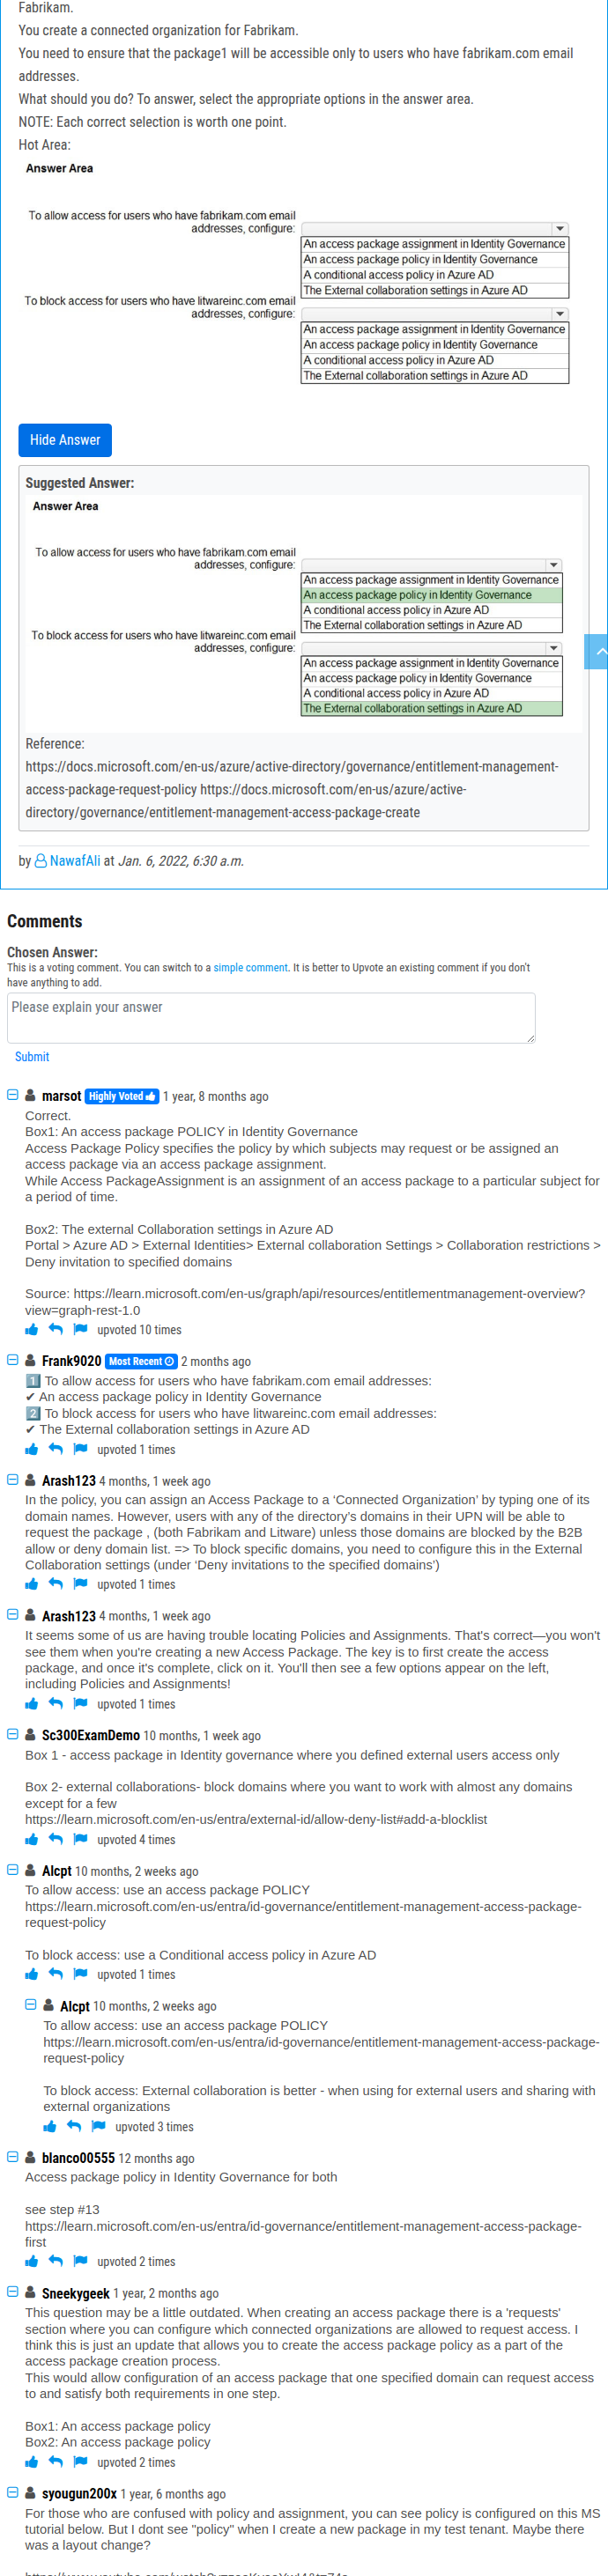 Fabrikam.
You create a connected organization for Fabrikam.
You need to ensure that the package1 will be accessible only to users who have fabrikam.com email
addresses.
What should you do? To answer, select the appropriate options in the answer area.
NOTE: Each correct selection is worth one point.
Hot Area:
Answer Area
To allow access for users who have fabrikam.com email
addresses, configure:
An access package assignment in Identity Governance
An access package policy in Identity Governance
A conditional access policy in Azure AD
The External collaboration settings in Azure AD
To block access for users who have litwareinc.com email
addresses, configure:
An access package assignment in Identity Governance
An access package policy in Identity Governance
A conditional access policy in Azure AD
The External collaboration settings in Azure AD
Hide Answer
Suggested Answer:
Answer Area
To allow access for users who have fabrikam.com email
addresses, configure:
An access package assignment in Identity Governance
An access package policy in Identity Governance
A conditional access policy in Azure AD
The External collaboration settings in Azure AD
To block access for users who have litwareinc.com email
addresses, configure:
An access package assignment in Identity Governance
An access package policy in Identity Governance
A conditional access policy in Azure AD
The External collaboration settings in Azure AD
Reference:
https://docs.microsoft.com/en-us/azure/active-directory/governance/entitlement-management-
access-package-request-policy https://docs.microsoft.com/en-us/azure/active-
directory/governance/entitlement-management-access-package-create
by NawafAli at Jan. 6, 2022, 6:30 a.m.
Comments
Chosen Answer:
This is a voting comment. You can switch to a simple comment. It is better to Upvote an existing comment if you don't
have anything to add.
Please explain your answer
Submit
marsot Highly Voted 1 year, 8 months ago
Correct.
Box1: An access package POLICY in Identity Governance
Access Package Policy specifies the policy by which subjects may request or be assigned an
access package via an access package assignment.
While Access PackageAssignment is an assignment of an access package to a particular subject for
a period of time.
Box2: The external Collaboration settings in Azure AD
Portal > Azure AD > External Identities> External collaboration Settings > Collaboration restrictions >
Deny invitation to specified domains
Source: https://learn.microsoft.com/en-us/graph/api/resources/entitlementmanagement-overview?
view=graph-rest-1.0
upvoted 10 times
Frank9020 Most Recent 2 months ago
1️⃣ To allow access for users who have fabrikam.com email addresses:
✔ An access package policy in Identity Governance
2️⃣ To block access for users who have litwareinc.com email addresses:
✔ The External collaboration settings in Azure AD
upvoted 1 times
Arash123 4 months, 1 week ago
In the policy, you can assign an Access Package to a ‘Connected Organization’ by typing one of its
domain names. However, users with any of the directory’s domains in their UPN will be able to
request the package , (both Fabrikam and Litware) unless those domains are blocked by the B2B
allow or deny domain list. => To block specific domains, you need to configure this in the External
Collaboration settings (under ‘Deny invitations to the specified domains’)
upvoted 1 times
Arash123 4 months, 1 week ago
It seems some of us are having trouble locating Policies and Assignments. That's correct—you won't
see them when you're creating a new Access Package. The key is to first create the access
package, and once it's complete, click on it. You'll then see a few options appear on the left,
including Policies and Assignments!
upvoted 1 times
Sc300ExamDemo 10 months, 1 week ago
Box 1 - access package in Identity governance where you defined external users access only
Box 2- external collaborations- block domains where you want to work with almost any domains
except for a few
https://learn.microsoft.com/en-us/entra/external-id/allow-deny-list#add-a-blocklist
upvoted 4 times
Alcpt 10 months, 2 weeks ago
To allow access: use an access package POLICY
https://learn.microsoft.com/en-us/entra/id-governance/entitlement-management-access-package-
request-policy
To block access: use a Conditional access policy in Azure AD
upvoted 1 times
Alcpt 10 months, 2 weeks ago
To allow access: use an access package POLICY
https://learn.microsoft.com/en-us/entra/id-governance/entitlement-management-access-package-
request-policy
To block access: External collaboration is better - when using for external users and sharing with
external organizations
upvoted 3 times
blanco00555 12 months ago
Access package policy in Identity Governance for both
see step #13
https://learn.microsoft.com/en-us/entra/id-governance/entitlement-management-access-package-
first
upvoted 2 times
Sneekygeek 1 year, 2 months ago
This question may be a little outdated. When creating an access package there is a 'requests'
section where you can configure which connected organizations are allowed to request access. I
think this is just an update that allows you to create the access package policy as a part of the
access package creation process.
This would allow configuration of an access package that one specified domain can request access
to and satisfy both requirements in one step.
Box1: An access package policy
Box2: An access package policy
upvoted 2 times
syougun200x 1 year, 6 months ago
For those who are confused with policy and assignment, you can see policy is configured on this MS
tutorial below. But I dont see "policy" when I create a new package in my test tenant. Maybe there
was a layout change?